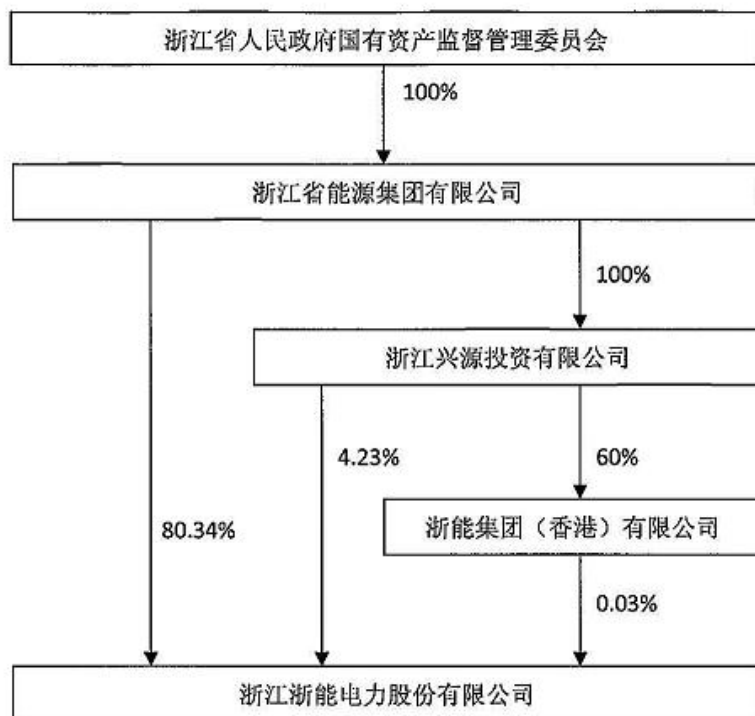 浙江省人民政府国有资产监督管理委员会
100%
浙江省能源集团有限公司
100%
浙江兴源投资有限公司
4.23%
60%
浙能集团（香港）有限公司
80.34%
0.03%
浙江浙能电力股份有限公司